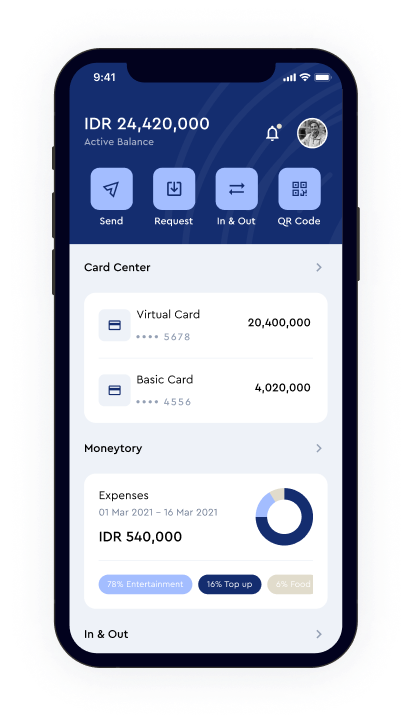 9:41
IDR 24,420,000
Active Balance
Send Request In & Out QR Code
Card Center
Virtual Card
20,400,000
•••• 5678
Basic Card
4,020,000
•••• 4556
Moneytory
Expenses
01 Mar 2021 - 16 Mar 2021
IDR 540,000
78% Entertainment 16% Top up 6% Food
In & Out